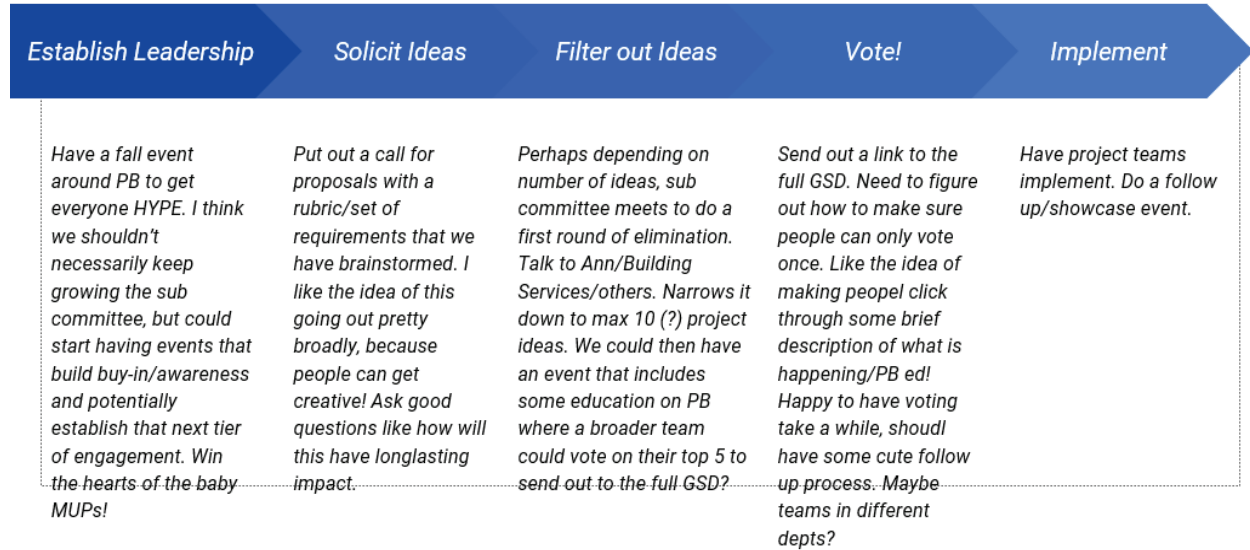 Establish Leadership
Solicit Ideas
Filter out Ideas
Vote!
Implement
Have a fall event
around PB to get
everyone HYPE. I think
we shouldn't
necessarily keep
growing the sub
committee, but could
start having events that
build buy-in/awareness
and potentially
establish that next tier
of engagement. Win
the hearts of the baby
MUPs!
Put out a call for
proposals with a
rubric/set of
requirements that we
have brainstormed. I
like the idea of this
going out pretty
broadly, because
people can get
creative! Ask good
questions like how will
this have longlasting
impact.
Perhaps depending on
number of ideas, sub
committee meets to do a
first round of elimination.
Talk to Ann/Building
Services/others. Narrows it
down to max 10 (?) project
ideas. We could then have
an event that includes
some education on PB
where a broader team
could vote on their top 5 to
send out to the full GSD?
Send out a link to the
full GSD. Need to figure
out how to make sure
people can only vote
once. Like the idea of
making peopel click
through some brief
description of what is
happening/PB ed!
Happy to have voting
take a while, shoudl
have some cute follow
up process. Maybe
teams in different
depts?
Have project teams
implement. Do a follow
up/showcase event.